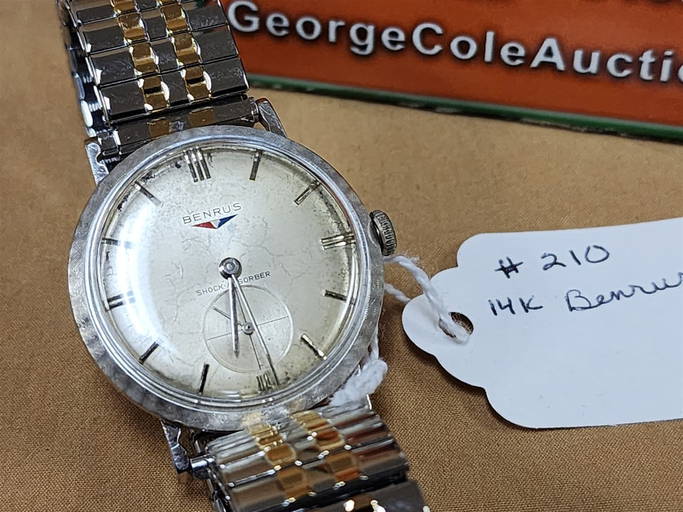 GeorgeColeAuctio
BENRUS
SHOCK ABSORBER
# 210
14K Benrus